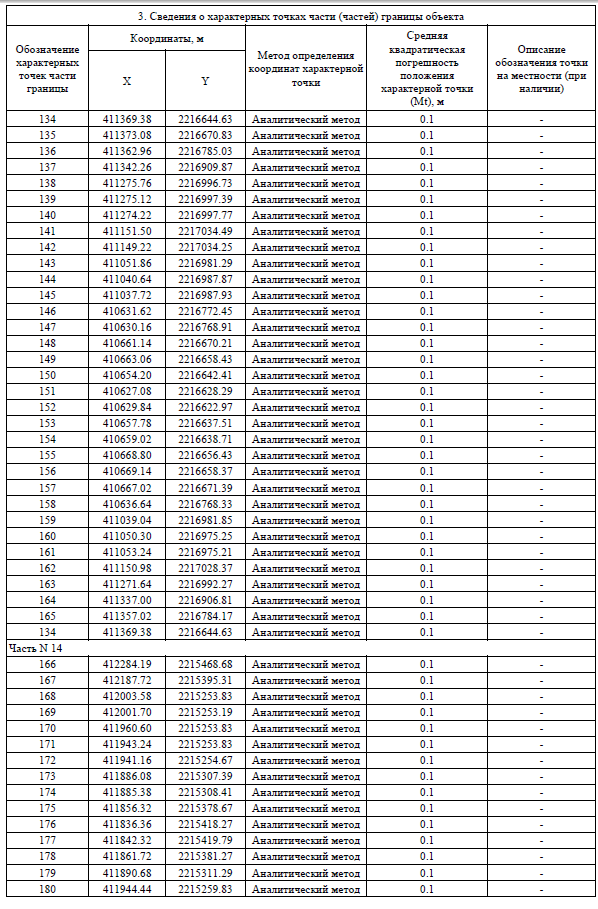 3. Сведения о характерных точках части (частей) границы объекта
Обозначение характерных точек части границы
Координаты, м
Метод определения координат характерной точки
Средняя квадратическая погрешность положения характерной точки (Mt), м
Описание обозначения точки на местности (при наличии)
X Y
134 411369.38 2216644.63 Аналитический метод 0.1 -
135 411373.08 2216670.83 Аналитический метод 0.1 -
136 411362.96 2216785.03 Аналитический метод 0.1 -
137 411342.26 2216909.87 Аналитический метод 0.1 -
138 411275.76 2216996.73 Аналитический метод 0.1 -
139 411275.12 2216997.39 Аналитический метод 0.1 -
140 411274.22 2216997.77 Аналитический метод 0.1 -
141 411151.50 2217034.49 Аналитический метод 0.1 -
142 411149.22 2217034.25 Аналитический метод 0.1 -
143 411051.86 2216981.29 Аналитический метод 0.1 -
144 411040.64 2216987.87 Аналитический метод 0.1 -
145 411037.72 2216987.93 Аналитический метод 0.1 -
146 410631.62 2216772.45 Аналитический метод 0.1 -
147 410630.16 2216768.91 Аналитический метод 0.1 -
148 410661.14 2216670.21 Аналитический метод 0.1 -
149 410663.06 2216658.43 Аналитический метод 0.1 -
150 410654.20 2216642.41 Аналитический метод 0.1 -
151 410627.08 2216628.29 Аналитический метод 0.1 -
152 410629.84 2216622.97 Аналитический метод 0.1 -
153 410657.78 2216637.51 Аналитический метод 0.1 -
154 410659.02 2216638.71 Аналитический метод 0.1 -
155 410668.80 2216656.43 Аналитический метод 0.1 -
156 410669.14 2216658.37 Аналитический метод 0.1 -
157 410667.02 2216671.39 Аналитический метод 0.1 -
158 410636.64 2216768.33 Аналитический метод 0.1 -
159 411039.04 2216981.85 Аналитический метод 0.1 -
160 411050.30 2216975.25 Аналитический метод 0.1 -
161 411053.24 2216975.21 Аналитический метод 0.1 -
162 411150.98 2217028.37 Аналитический метод 0.1 -
163 411271.64 2216992.27 Аналитический метод 0.1 -
164 411337.00 2216906.81 Аналитический метод 0.1 -
165 411357.02 2216784.17 Аналитический метод 0.1 -
134 411369.38 2216644.63 Аналитический метод 0.1 -
Часть N 14
166 412284.19 2215468.68 Аналитический метод 0.1 -
167 412187.72 2215395.31 Аналитический метод 0.1 -
168 412003.58 2215253.83 Аналитический метод 0.1 -
169 412001.70 2215253.19 Аналитический метод 0.1 -
170 411960.60 2215253.83 Аналитический метод 0.1 -
171 411943.24 2215253.83 Аналитический метод 0.1 -
172 411941.16 2215254.67 Аналитический метод 0.1 -
173 411886.08 2215307.39 Аналитический метод 0.1 -
174 411885.38 2215308.41 Аналитический метод 0.1 -
175 411856.32 2215378.67 Аналитический метод 0.1 -
176 411836.36 2215418.27 Аналитический метод 0.1 -
177 411842.32 2215419.79 Аналитический метод 0.1 -
178 411861.72 2215381.27 Аналитический метод 0.1 -
179 411890.68 2215311.29 Аналитический метод 0.1 -
180 411944.44 2215259.83 Аналитический метод 0.1 -